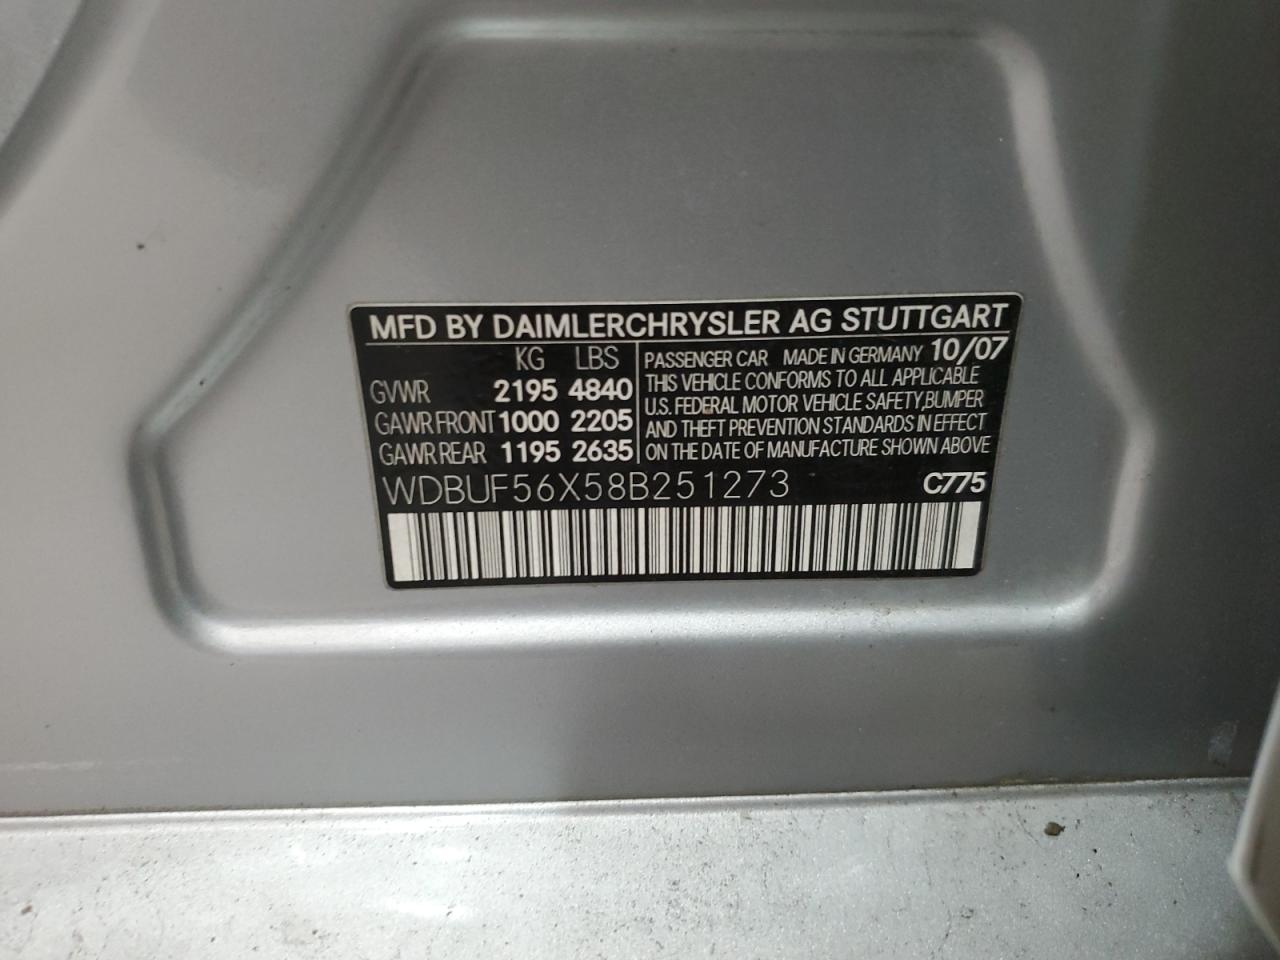 MFD BY DAIMLERCHRYSLER AG STUTTGART
KG LBS
GVWR 2195 4840
GAWR FRONT 1000 2205
GAWR REAR 1195 2635
PASSENGER CAR MADE IN GERMANY 10/07
THIS VEHICLE CONFORMS TO ALL APPLICABLE
U.S. FEDERAL MOTOR VEHICLE SAFETY,BUMPER
AND THEFT PREVENTION STANDARDS IN EFFECT
ON THE DATE OF MANUFACTURE SHOWN ABOVE
WDBUF56X58B251273 C775